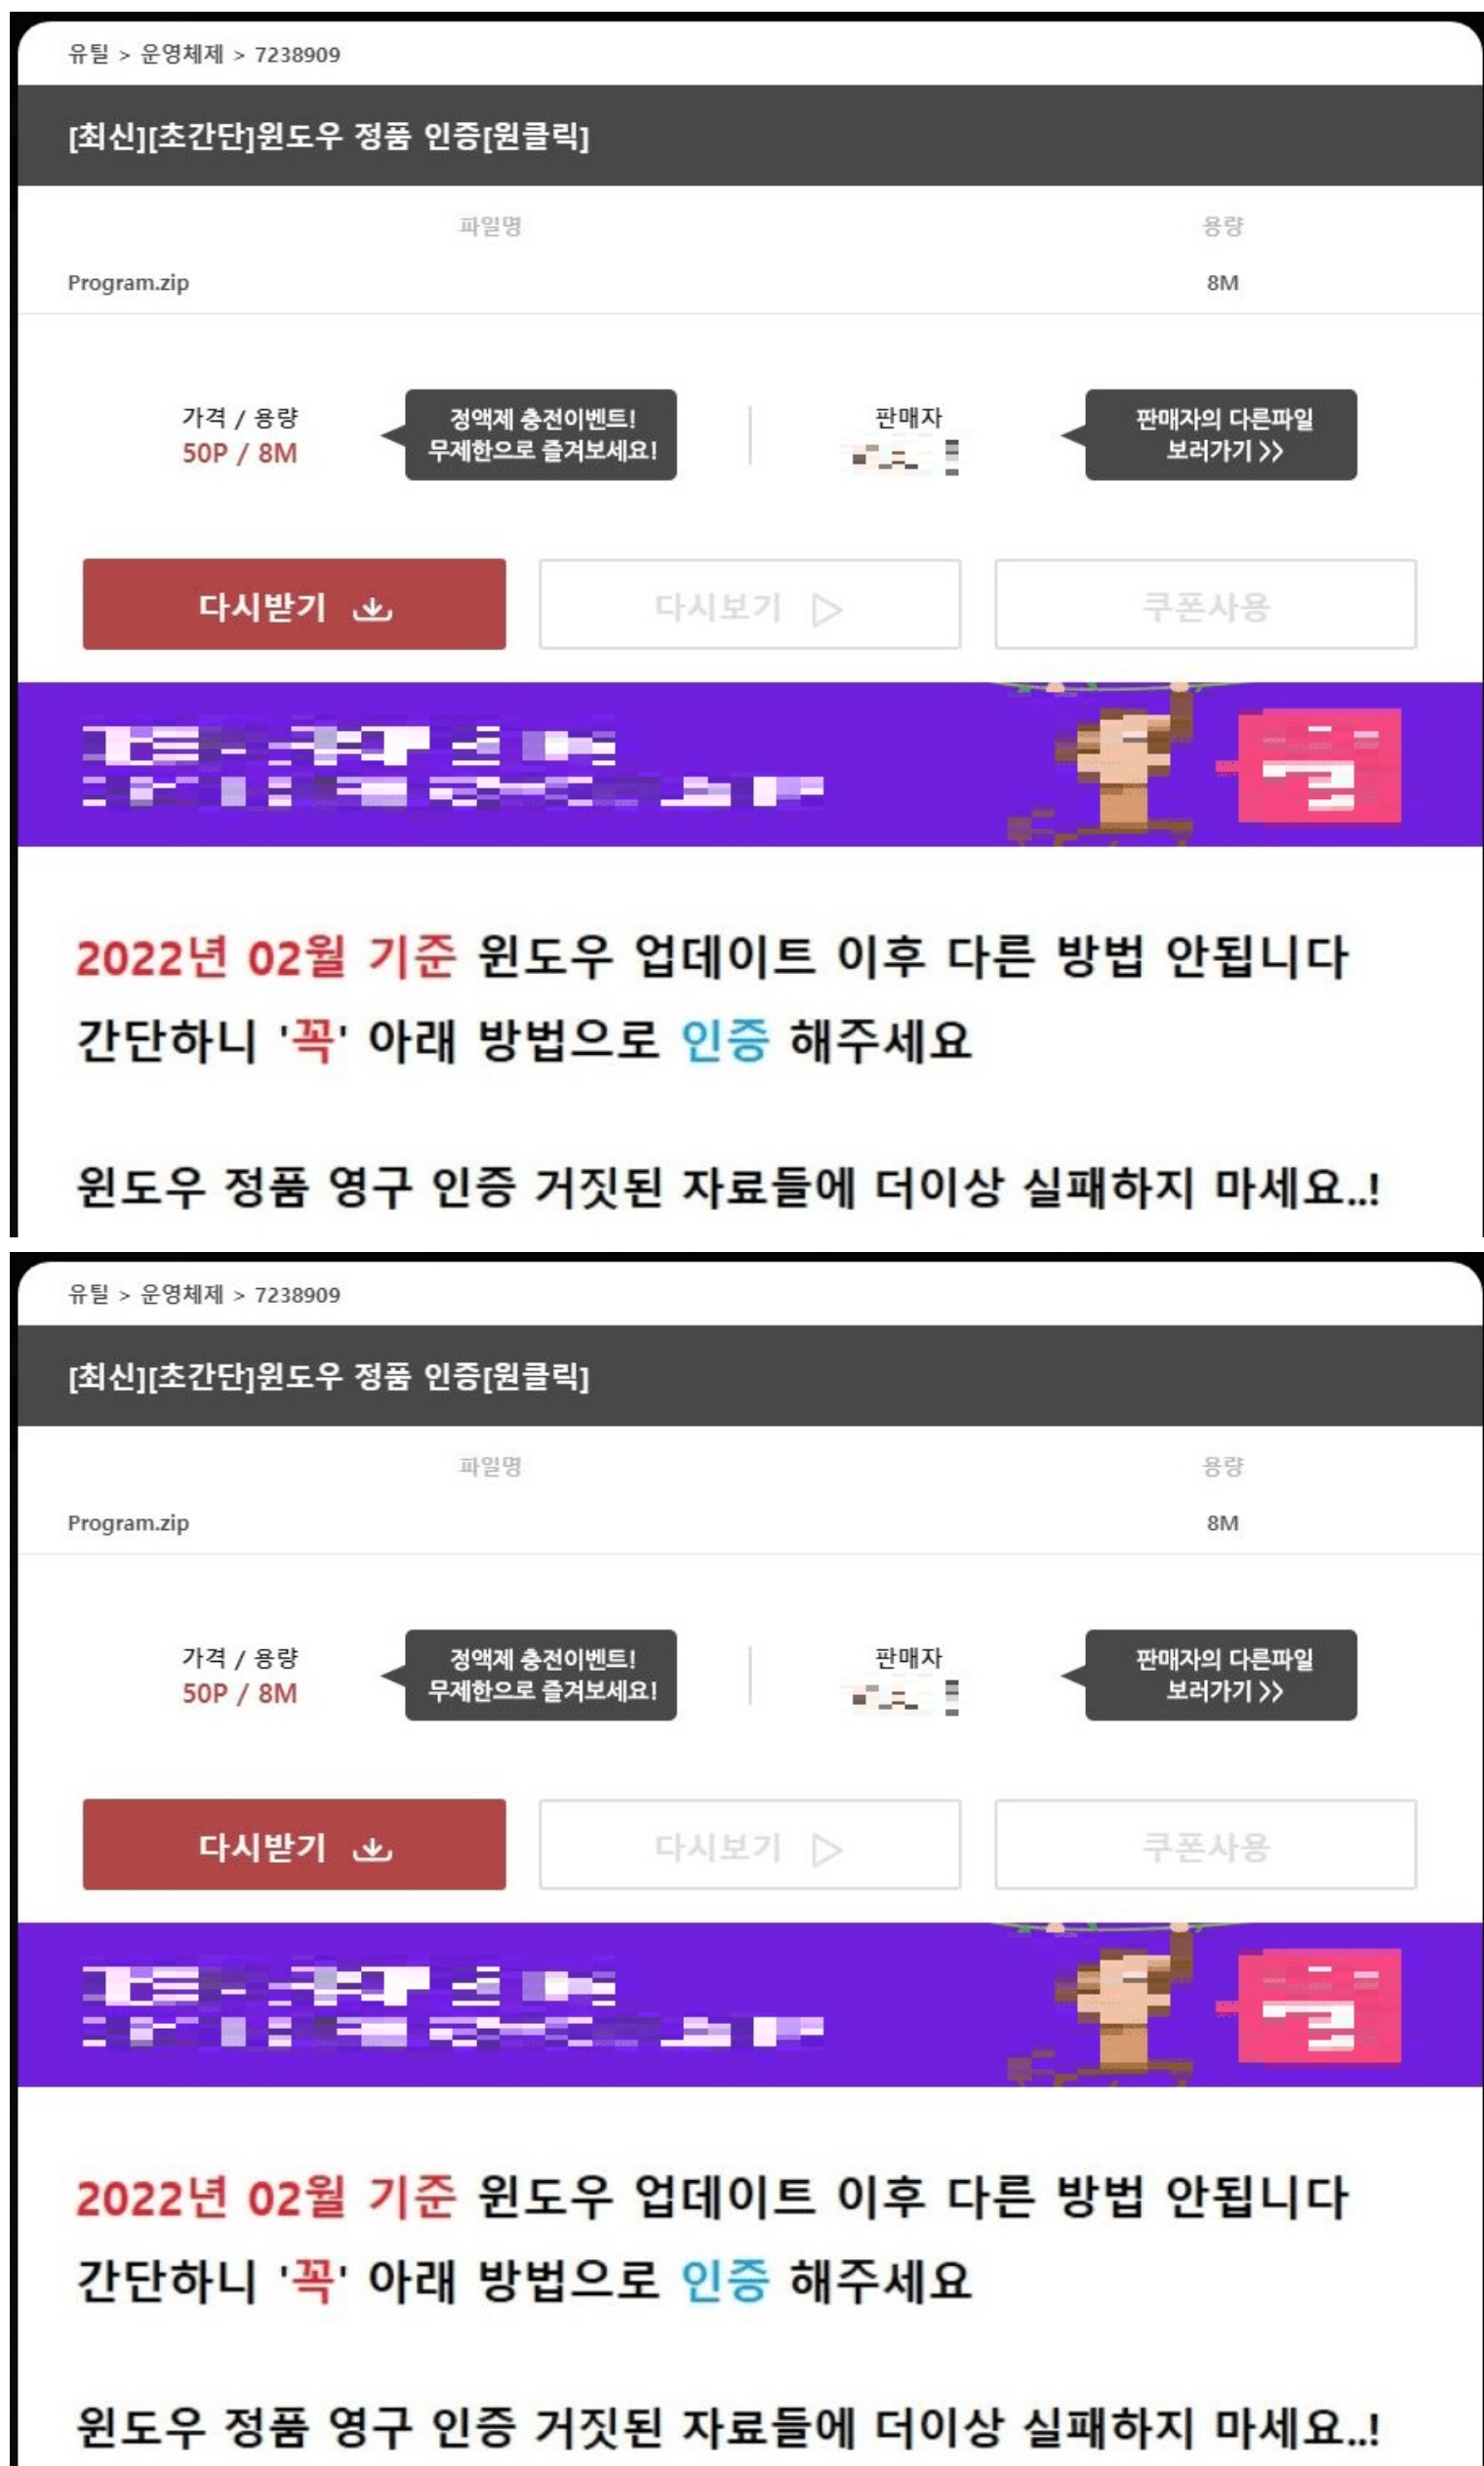 유틸 > 운영체제 > 7238909
[최신][초간단]윈도우 정품 인증[원클릭]
파일명 용량
Program.zip 8M
가격 / 용량
50P / 8M
정액제 충전이벤트!
무제한으로 즐겨보세요!
판매자
판매자의 다른파일
보러가기 >>
다시받기 다시보기 쿠폰사용
2022년 02월 기준 윈도우 업데이트 이후 다른 방법 안됩니다
간단하니 '꼭' 아래 방법으로 인증 해주세요
윈도우 정품 영구 인증 거짓된 자료들에 더이상 실패하지 마세요..!
유틸 > 운영체제 > 7238909
[최신][초간단]윈도우 정품 인증[원클릭]
파일명 용량
Program.zip 8M
가격 / 용량
50P / 8M
정액제 충전이벤트!
무제한으로 즐겨보세요!
판매자
판매자의 다른파일
보러가기 >>
다시받기 다시보기 쿠폰사용
2022년 02월 기준 윈도우 업데이트 이후 다른 방법 안됩니다
간단하니 '꼭' 아래 방법으로 인증 해주세요
윈도우 정품 영구 인증 거짓된 자료들에 더이상 실패하지 마세요..!